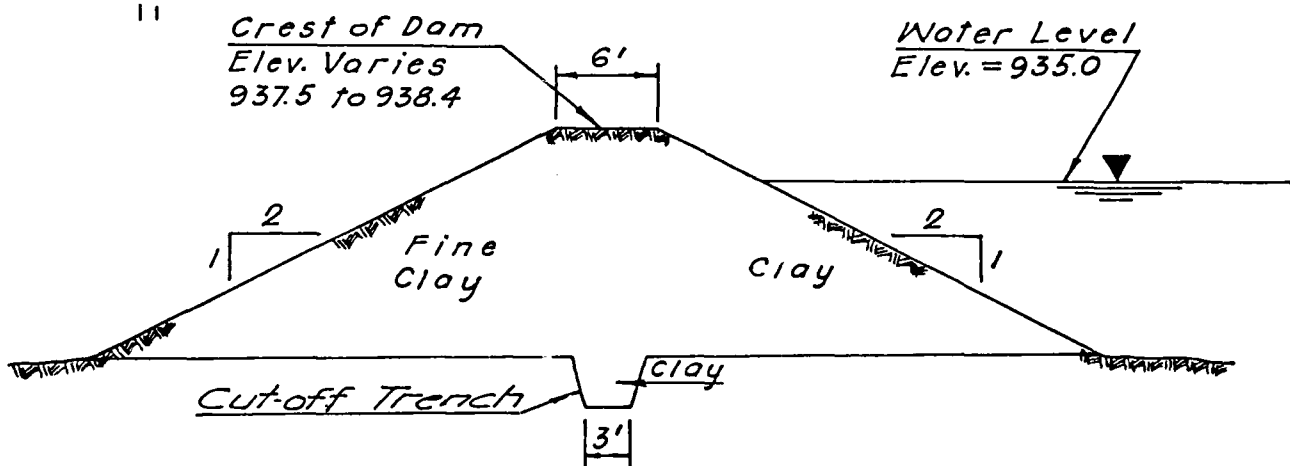 11
Crest of Dam
Elev. Varies
937.5 to 938.4
6'
Water Level
Elev. = 935.0
2
1
Fine
Clay
Clay
2
1
Clay
Cut-off Trench
3'